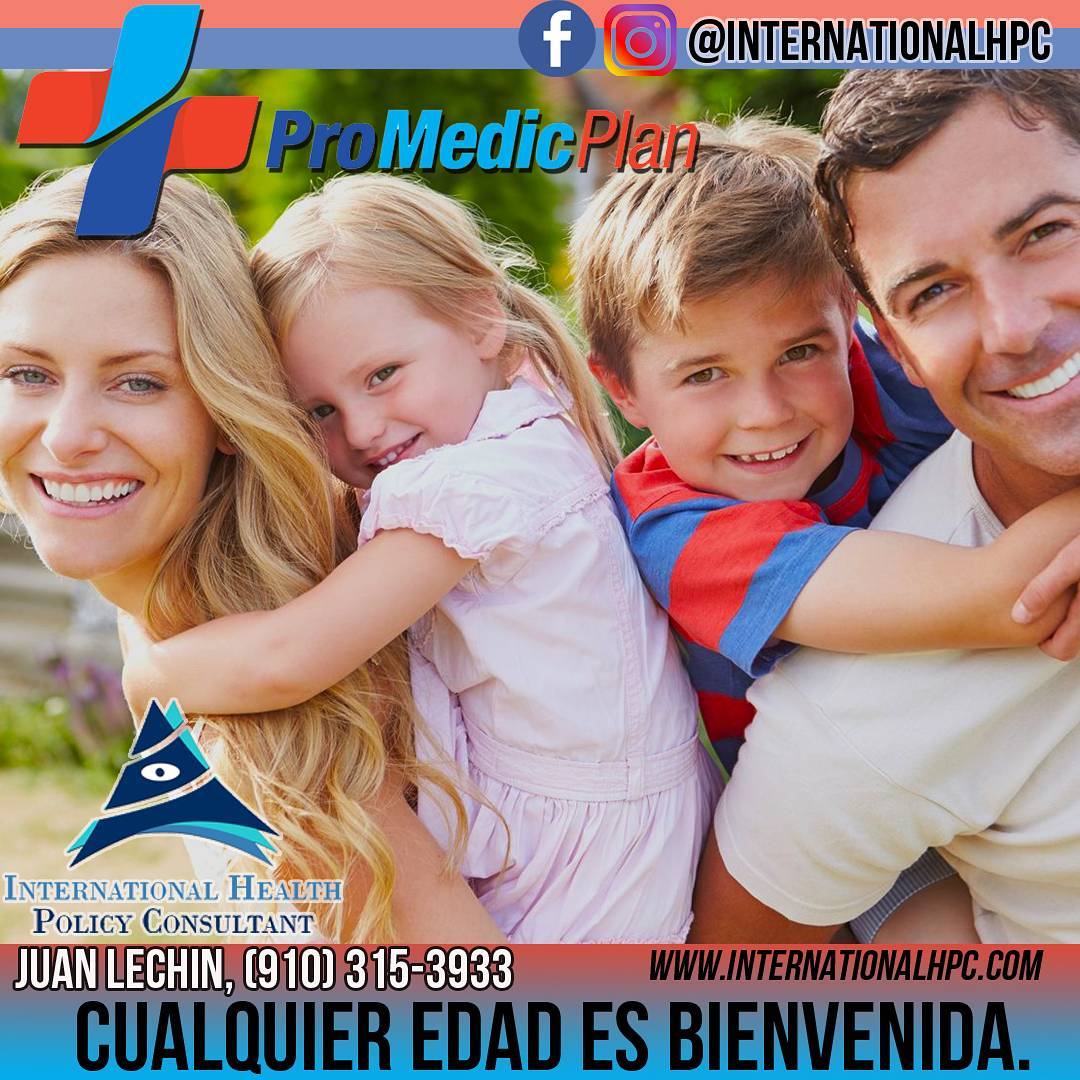 @INTERNATIONALHPC
ProMedicPlan
INTERNATIONAL HEALTH
POLICY CONSULTANT
JUAN LECHIN, (910) 315-3933
WWW.INTERNATIONALHPC.COM
CUALQUIER EDAD ES BIENVENIDA.